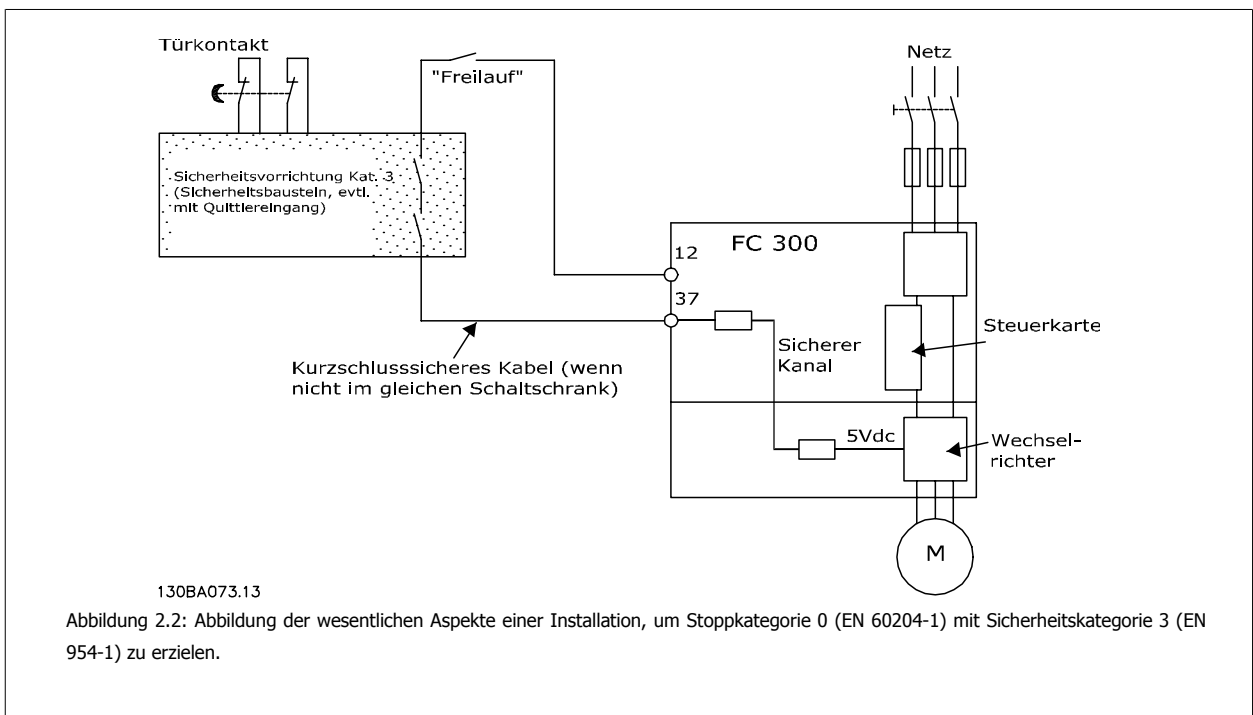 Türkontakt
"Freilauf"
Netz
Sicherheitsvorrichtung Kat. 3
(Sicherheitsbaustein, evtl.
mit Quittiereingang)
FC 300
12
37
Sicherer
Kanal
Steuerkarte
Kurzschlusssicheres Kabel (wenn
nicht im gleichen Schaltschrank)
5Vdc
Wechsel-
richter
M
130BA073.13
Abbildung 2.2: Abbildung der wesentlichen Aspekte einer Installation, um Stoppkategorie 0 (EN 60204-1) mit Sicherheitskategorie 3 (EN
954-1) zu erzielen.